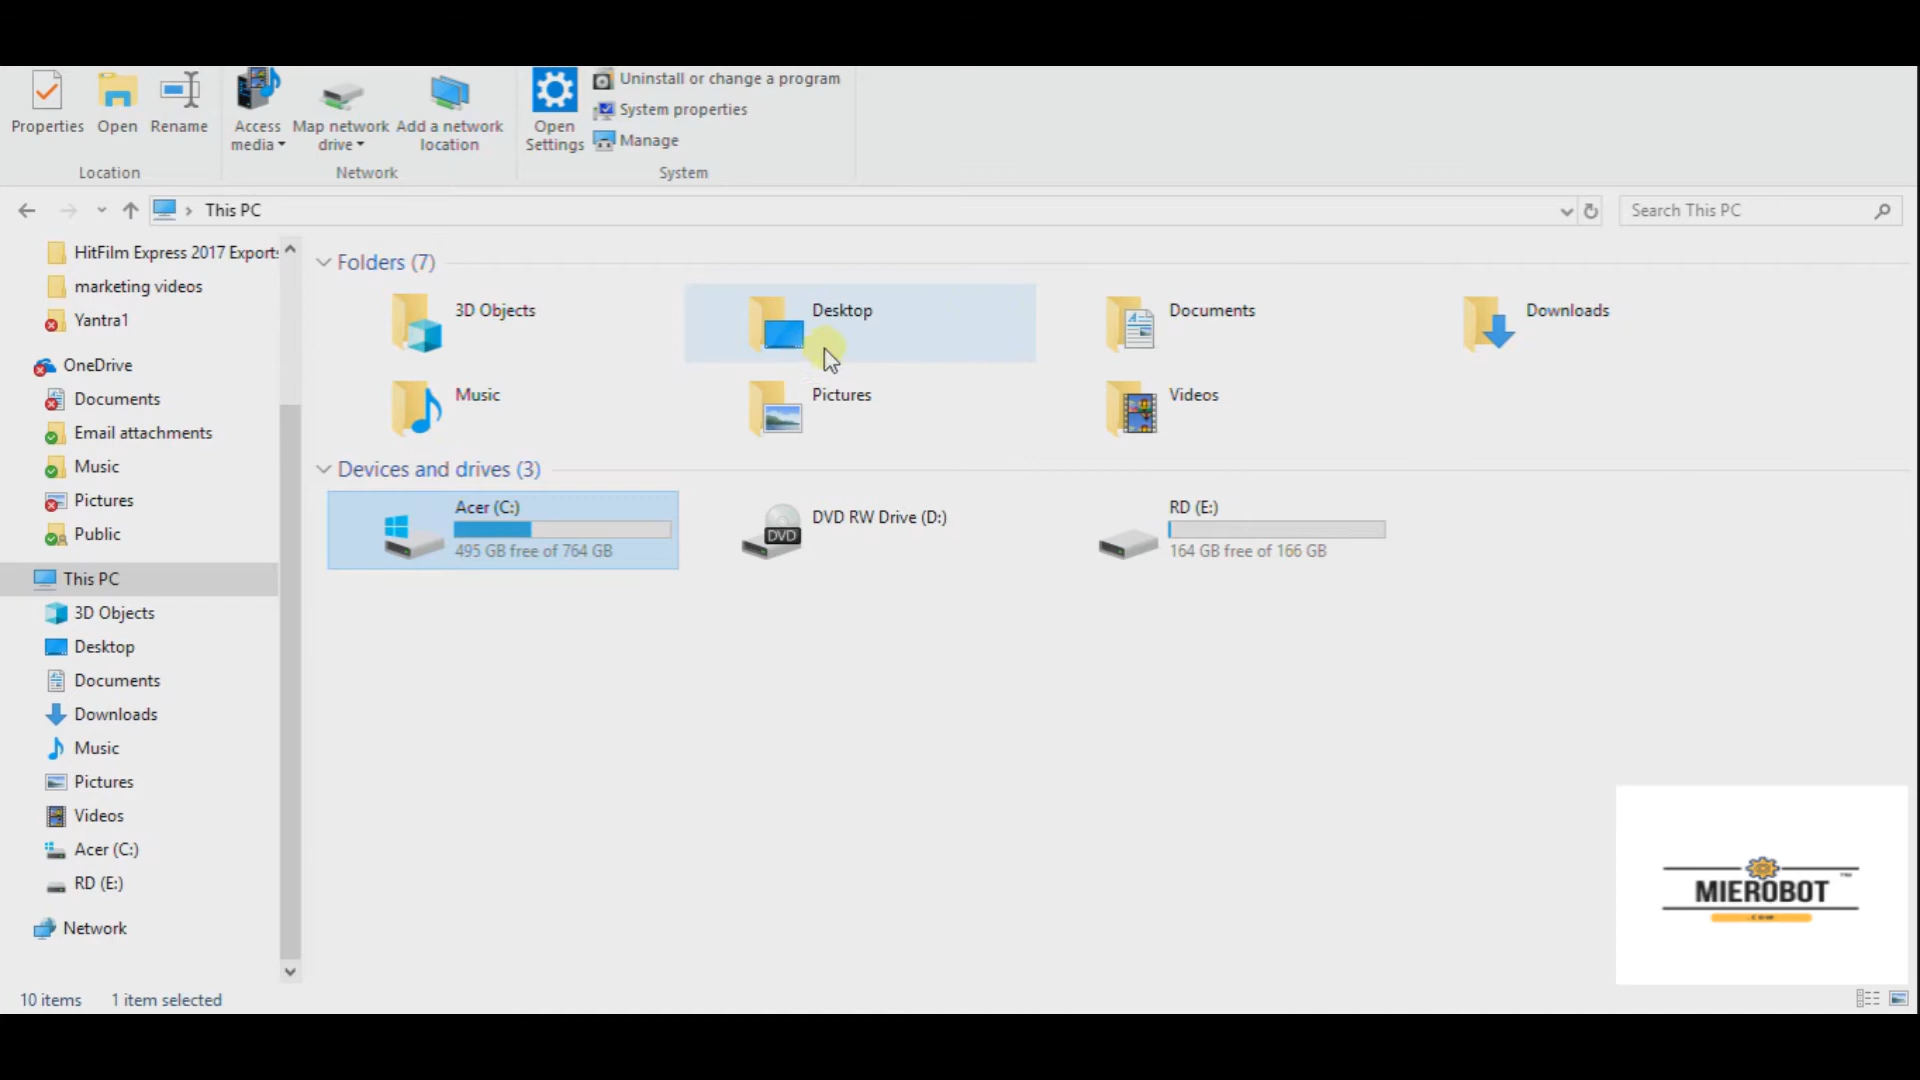 Properties
Open
Rename
Access media
Map network drive
Add a network location
Open Settings
Uninstall or change a program
System properties
Manage
Location
Network
System
This PC
Search This PC
HitFilm Express 2017 Export
marketing videos
Yantra1
OneDrive
Documents
Email attachments
Music
Pictures
Public
This PC
3D Objects
Desktop
Documents
Downloads
Music
Pictures
Videos
Acer (C:)
RD (E:)
Network
Folders (7)
3D Objects
Desktop
Documents
Downloads
Music
Pictures
Videos
Devices and drives (3)
Acer (C:)
495 GB free of 764 GB
DVD
DVD RW Drive (D:)
RD (E:)
164 GB free of 166 GB
MIEROBOT ™
.COM
10 items
1 item selected